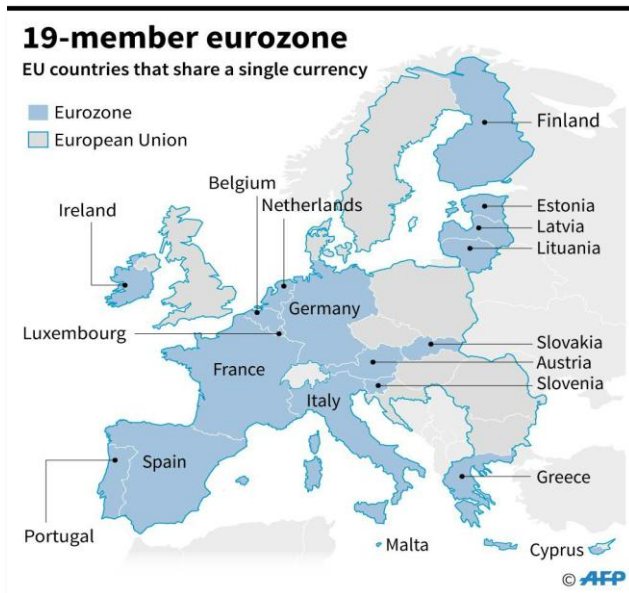 19-member eurozone
EU countries that share a single currency
Eurozone
European Union
Finland
Belgium
Netherlands
Ireland
Estonia
Latvia
Lituania
Germany
Luxembourg
Slovakia
France
Austria
Slovenia
Italy
Spain
Greece
Portugal
Malta
Cyprus
© AFP